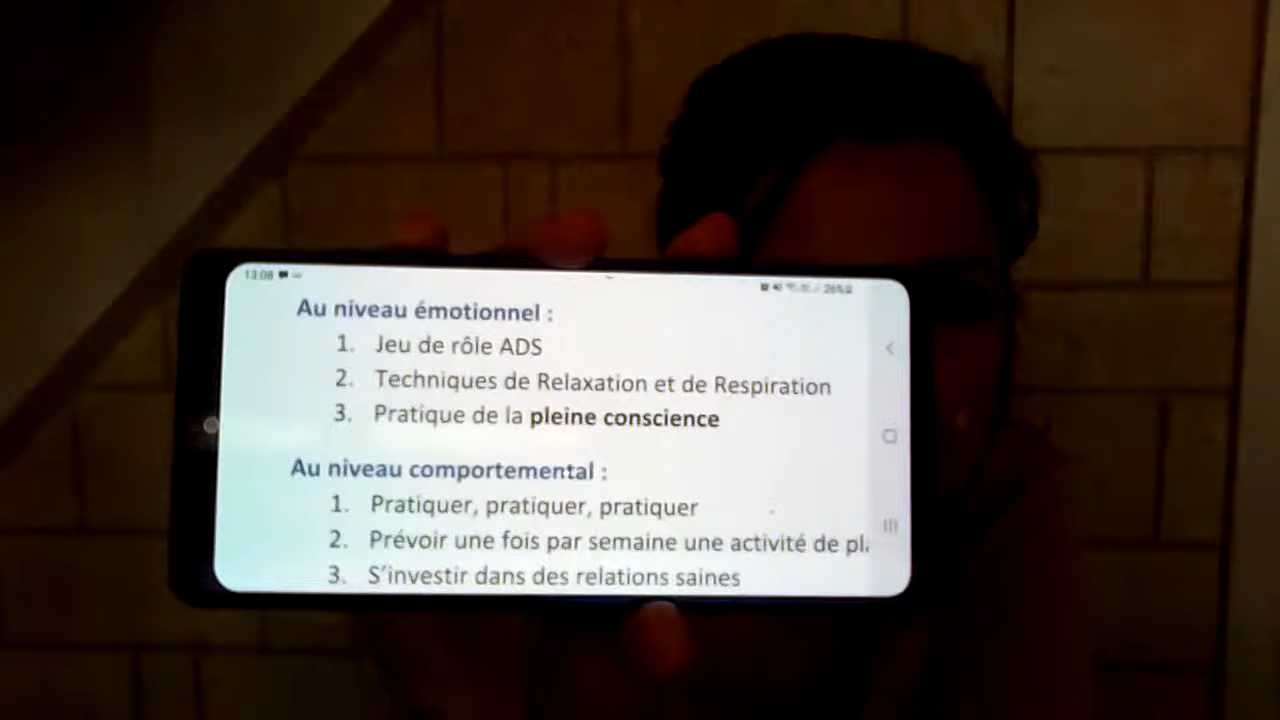 13:08
Au niveau émotionnel :
1. Jeu de rôle ADS
2. Techniques de Relaxation et de Respiration
3. Pratique de la pleine conscience
Au niveau comportemental :
1. Pratiquer, pratiquer, pratiquer
2. Prévoir une fois par semaine une activité de
3. S'investir dans des relations saines